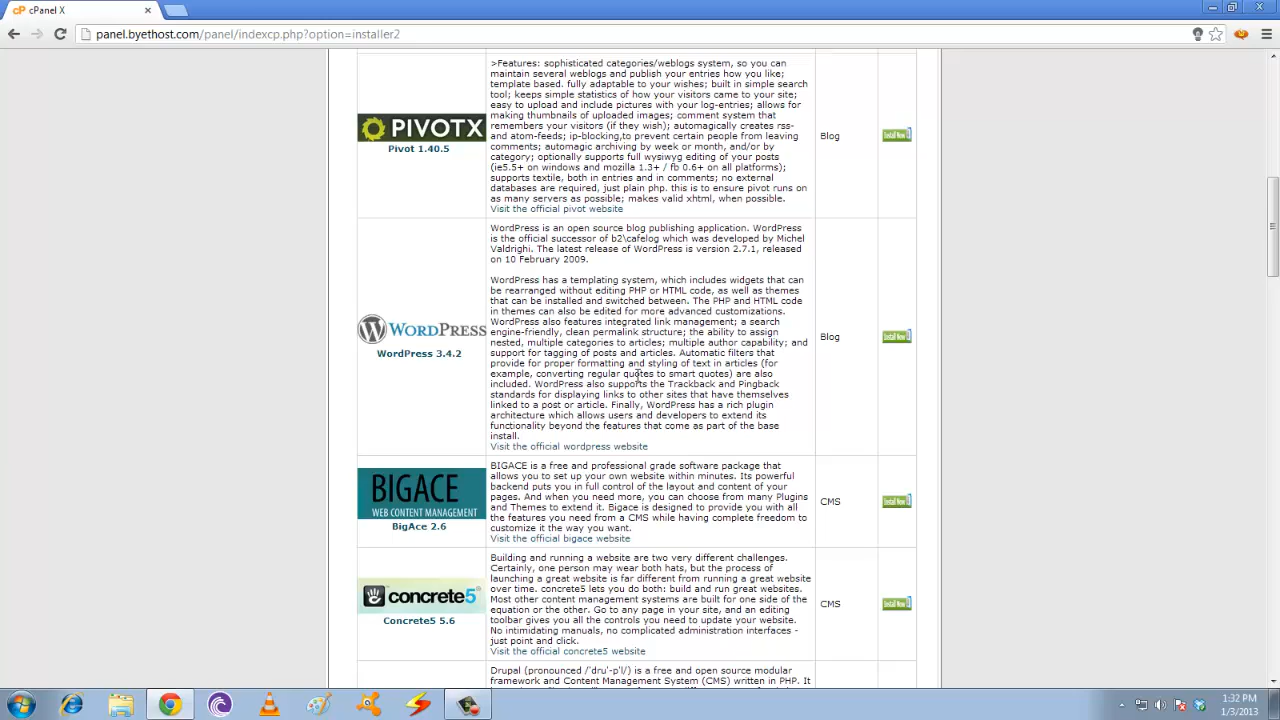 cPanel X
panel.byethost.com/panel/indexcp.php?option=installer2
>Features: sophisticated categories/weblogs system, so you can
maintain several weblogs and publish your entries how you like;
template based. fully adaptable to your wishes; built in simple search
tool; keeps simple statistics of how your visitors came to your site;
easy to upload and include pictures with your log-entries; allows for
making thumbnails of uploaded images; comment system that
remembers your visitors (if they wish); automagically creates rss-
and atom-feeds; ip-blocking,to prevent certain people from leaving
comments; automagic archiving by week or month, and/or by
category; optionally supports full wysiwyg editing of your posts
(ie5.5+ on windows and mozilla 1.3+ / fb 0.6+ on all platforms);
supports textile, both in entries and in comments; no external
databases are required, just plain php. this is to ensure pivot runs on
as many servers as possible; makes valid xhtml, when possible.
Visit the official pivot website
PIVOTX
Pivot 1.40.5
Blog
Install Now
WordPress is an open source blog publishing application. WordPress
is the official successor of b2\cafelog which was developed by Michel
Valdrighi. The latest release of WordPress is version 2.7.1, released
on 10 February 2009.
WordPress has a templating system, which includes widgets that can
be rearranged without editing PHP or HTML code, as well as themes
that can be installed and switched between. The PHP and HTML code
in themes can also be edited for more advanced customizations.
WordPress also features integrated link management; a search
engine-friendly, clean permalink structure; the ability to assign
nested, multiple categories to articles; multiple author capability; and
support for tagging of posts and articles. Automatic filters that
provide for proper formatting and styling of text in articles (for
example, converting regular quotes to smart quotes) are also
included. WordPress also supports the Trackback and Pingback
standards for displaying links to other sites that have themselves
linked to a post or article. Finally, WordPress has a rich plugin
architecture which allows users and developers to extend its
functionality beyond the features that come as part of the base
install.
Visit the official wordpress website
WORDPRESS
WordPress 3.4.2
Blog
Install Now
BIGACE is a free and professional grade software package that
allows you to set up your own website within minutes. Its powerful
backend puts you in full control of the layout and content of your
pages. And when you need more, you can choose from many Plugins
and Themes to extend it. Bigace is designed to provide you with all
the features you need from a CMS while having complete freedom to
customize it the way you want.
Visit the official bigace website
BIGACE
WEB CONTENT MANAGEMENT
BigAce 2.6
CMS
Install Now
Building and running a website are two very different challenges.
Certainly, one person may wear both hats, but the process of
launching a great website is far different from running a great website
over time. concrete5 lets you do both: build and run great websites.
Most other content management systems are built for one side of the
equation or the other. Go to any page in your site, and an editing
toolbar gives you all the controls you need to update your website.
No intimidating manuals, no complicated administration interfaces -
just point and click.
Visit the official concrete5 website
concrete5
Concrete5 5.6
CMS
Install Now
Drupal (pronounced /'dru'-p'l/) is a free and open source modular
framework and Content Management System (CMS) written in PHP. It
1:32 PM
1/3/2013